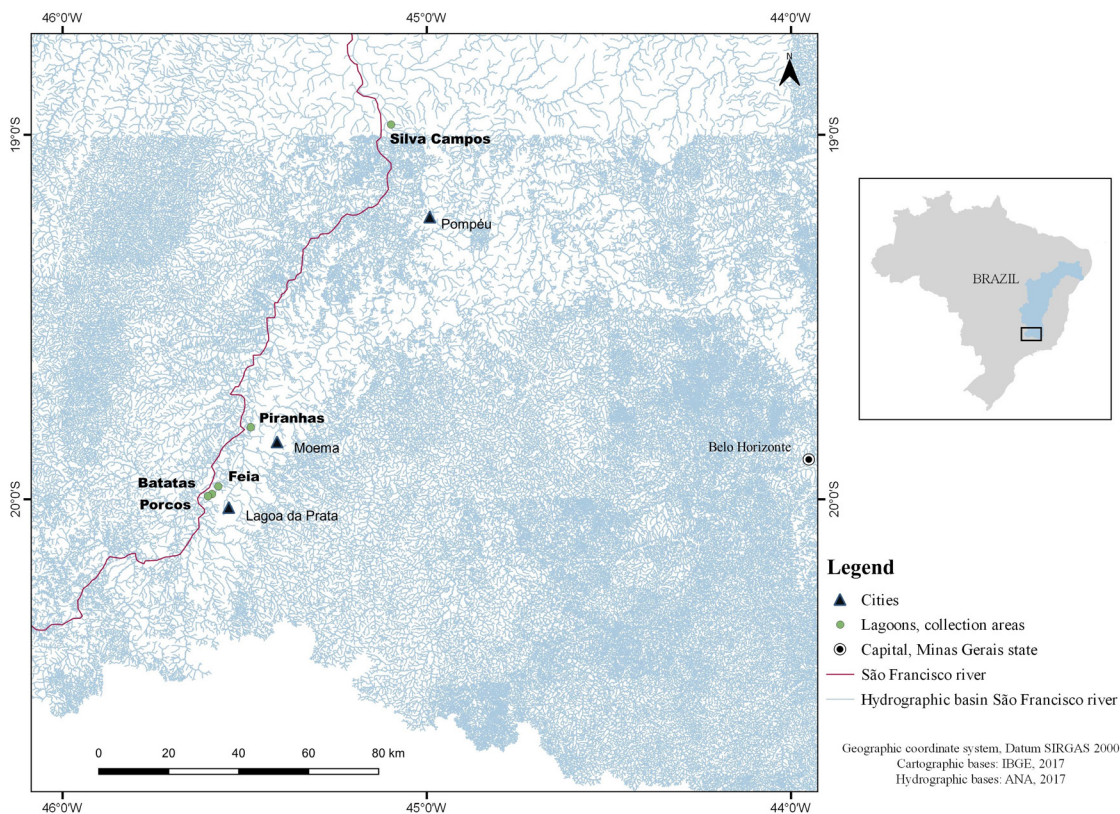 46°0'W 45°0'W 44°0'W
N
19°0'S 19°0'S
Silva Campos
Pompéu
BRAZIL
Piranhas
Moema
Belo Horizonte
Batatas
Feia
Porcos
20°0'S 20°0'S
Lagoa da Prata
Legend
Cities
Lagoons, collection areas
Capital, Minas Gerais state
São Francisco river
Hydrographic basin São Francisco river
0 20 40 60 80 km
Geographic coordinate system, Datum SIRGAS 2000
Cartographic bases: IBGE, 2017
Hydrographic bases: ANA, 2017
46°0'W 45°0'W 44°0'W